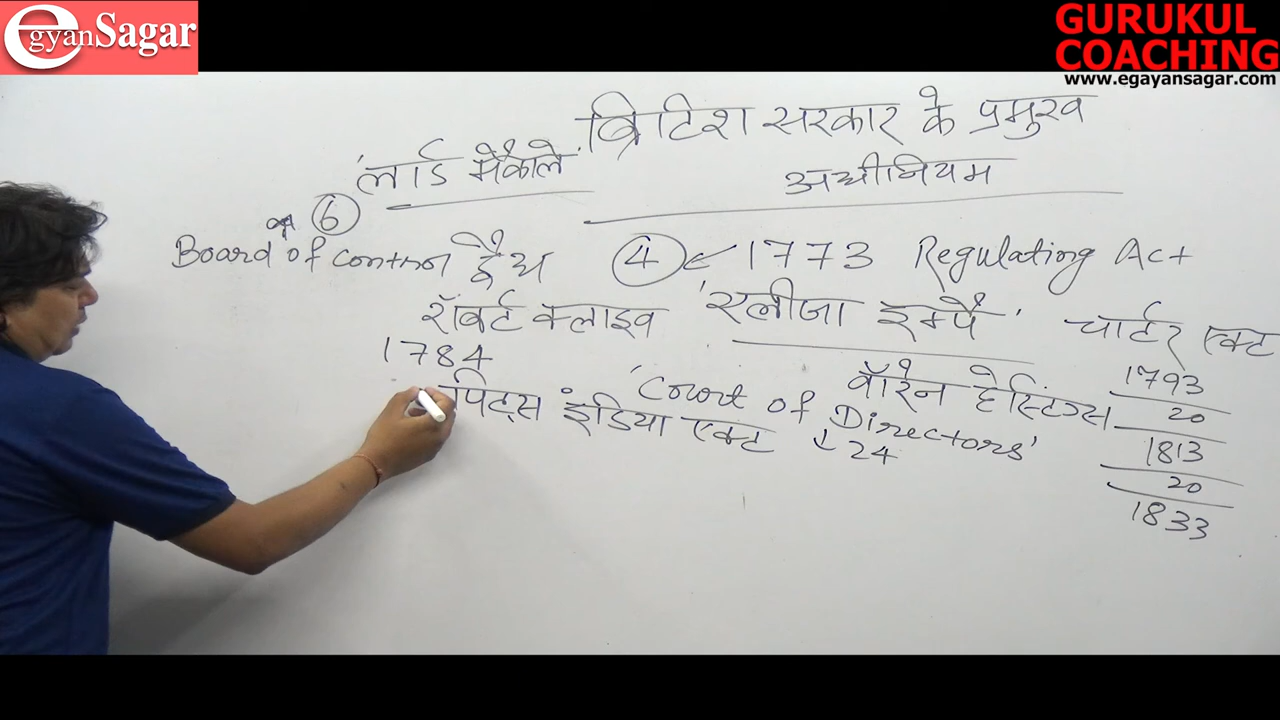 egyanSagar
GURUKUL
COACHING
www.egayansagar.com
ब्रिटिश सरकार के प्रमुख
अधीनियम
'लार्ड मैकाले'
6
Board of control द्वैध
4 ← 1773 Regulating Act
रॉबर्ट क्लाइव 'एलीजा इम्पै' चार्टर एक्ट
1784
पिट्स इंडिया एक्ट
वॉरेन हेस्टिंग्स
'Court of Directors'
24
1793
20
1813
20
1833